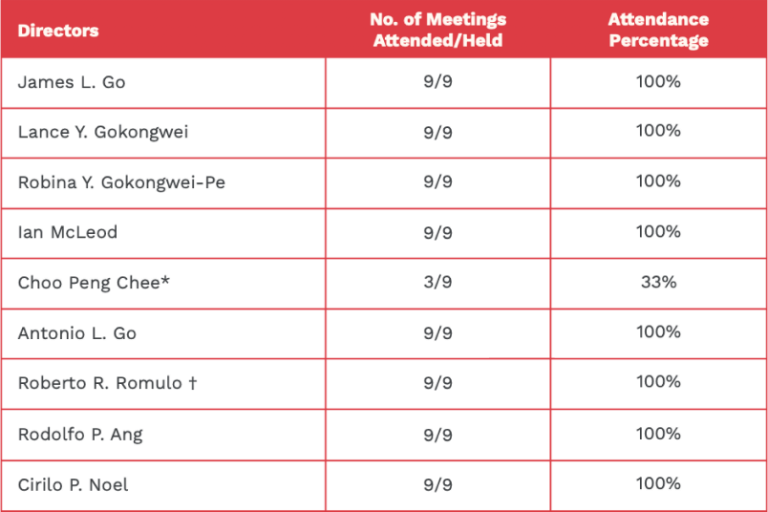 Directors No. of Meetings Attended/Held Attendance Percentage
James L. Go 9/9 100%
Lance Y. Gokongwei 9/9 100%
Robina Y. Gokongwei-Pe 9/9 100%
Ian McLeod 9/9 100%
Choo Peng Chee* 3/9 33%
Antonio L. Go 9/9 100%
Roberto R. Romulo † 9/9 100%
Rodolfo P. Ang 9/9 100%
Cirilo P. Noel 9/9 100%